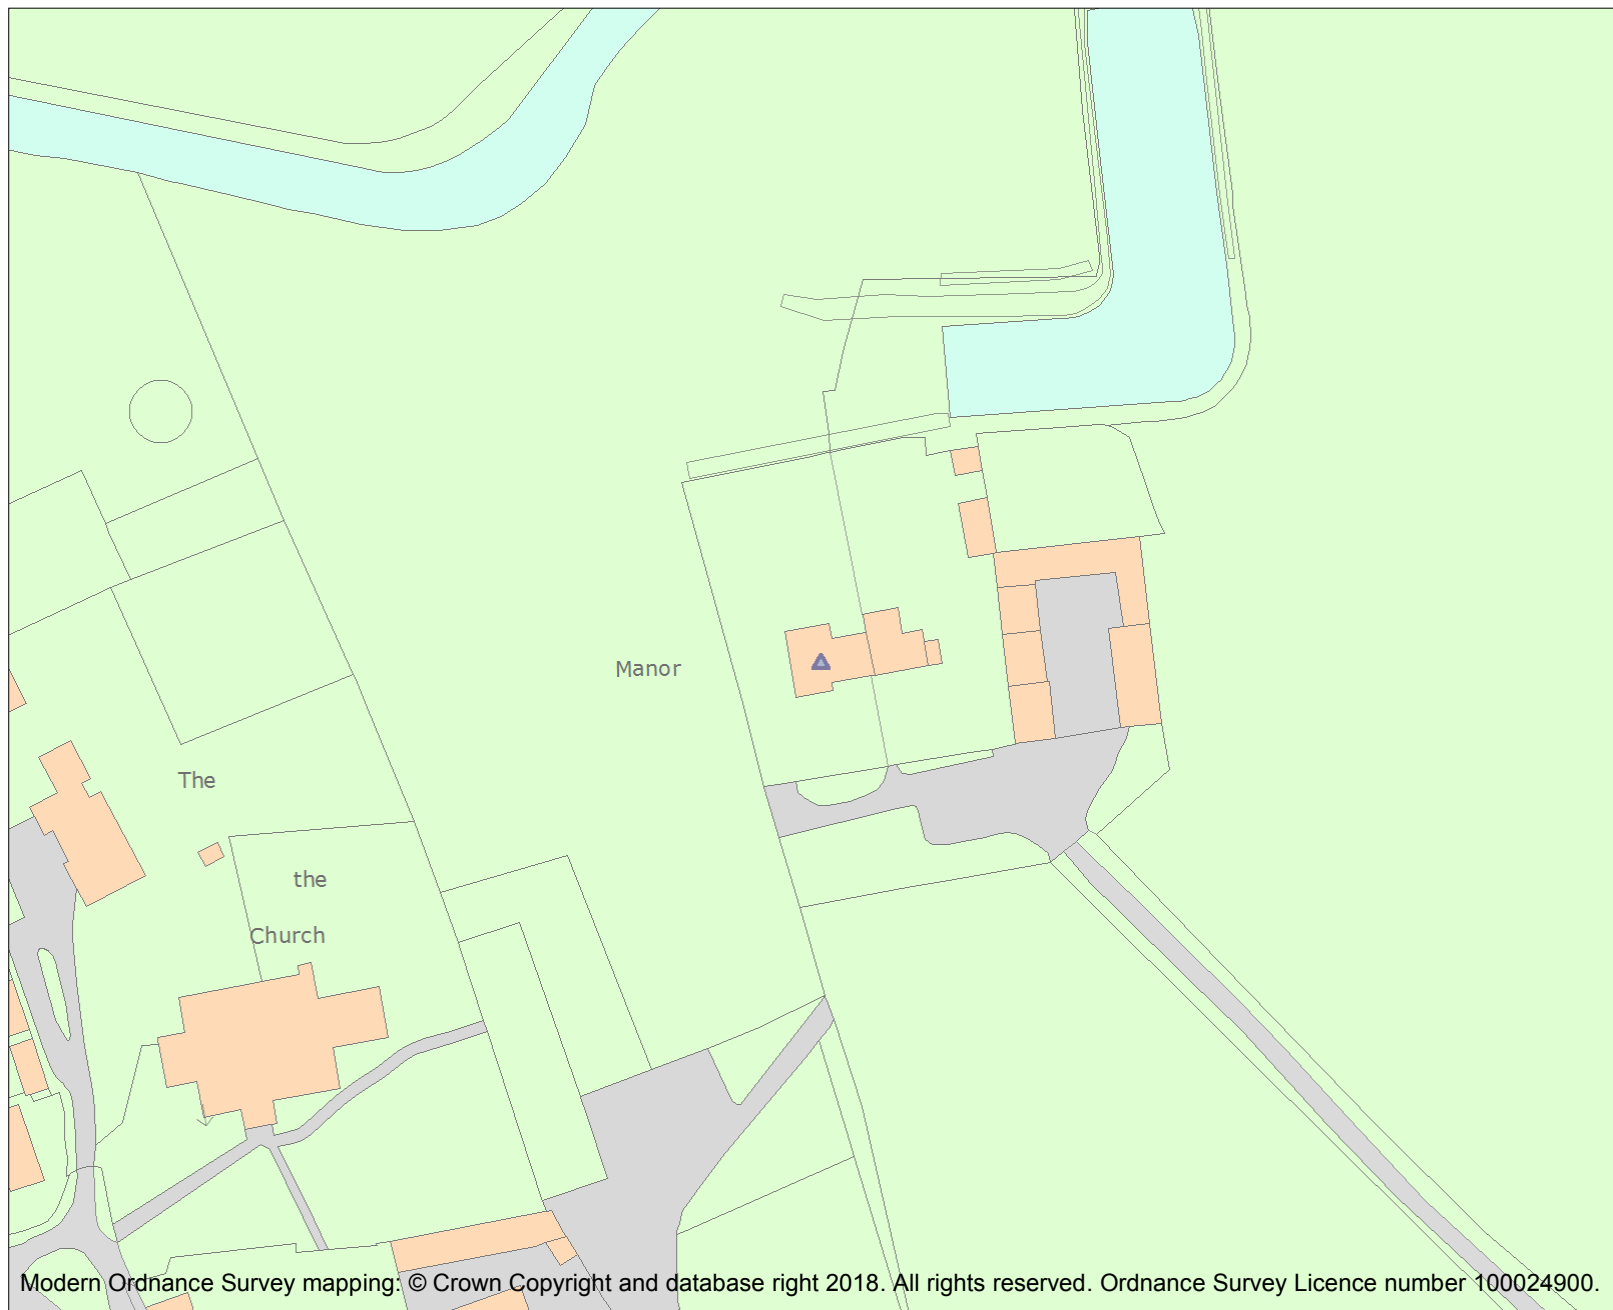 Manor
The
the
Church
Modern Ordnance Survey mapping: © Crown Copyright and database right 2018. All rights reserved. Ordnance Survey Licence number 100024900.